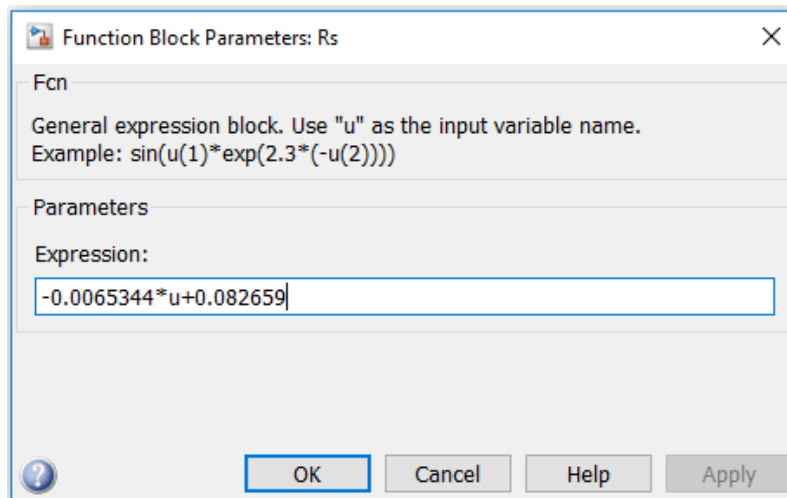 Function Block Parameters: Rs
Fcn
General expression block. Use "u" as the input variable name.
Example: sin(u(1)*exp(2.3*(-u(2))))
Parameters
Expression:
-0.0065344*u+0.082659
OK Cancel Help Apply